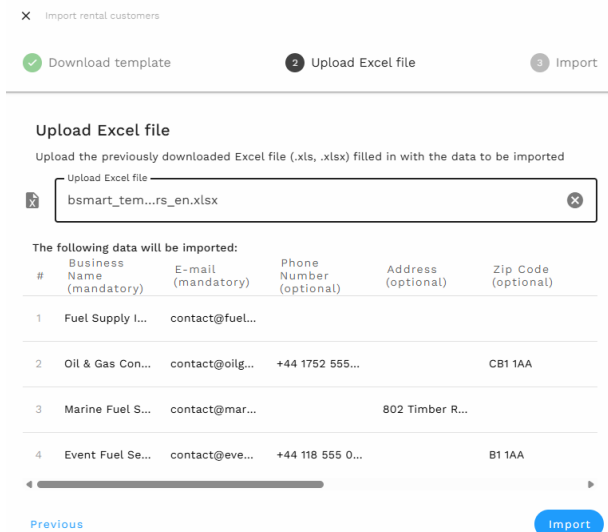 Import rental customers
Download template
2 Upload Excel file
3 Import
Upload Excel file
Upload the previously downloaded Excel file (.xls, .xlsx) filled in with the data to be imported
Upload Excel file
bsmart_tem...rs_en.xlsx
The following data will be imported:
# Business Name (mandatory) E-mail (mandatory) Phone Number (optional) Address (optional) Zip Code (optional)
1 Fuel Supply I... contact@fuel...
2 Oil & Gas Con... contact@oilg... +44 1752 555... CB1 1AA
3 Marine Fuel S... contact@mar... 802 Timber R...
4 Event Fuel Se... contact@eve... +44 118 555 0... B1 1AA
Previous Import